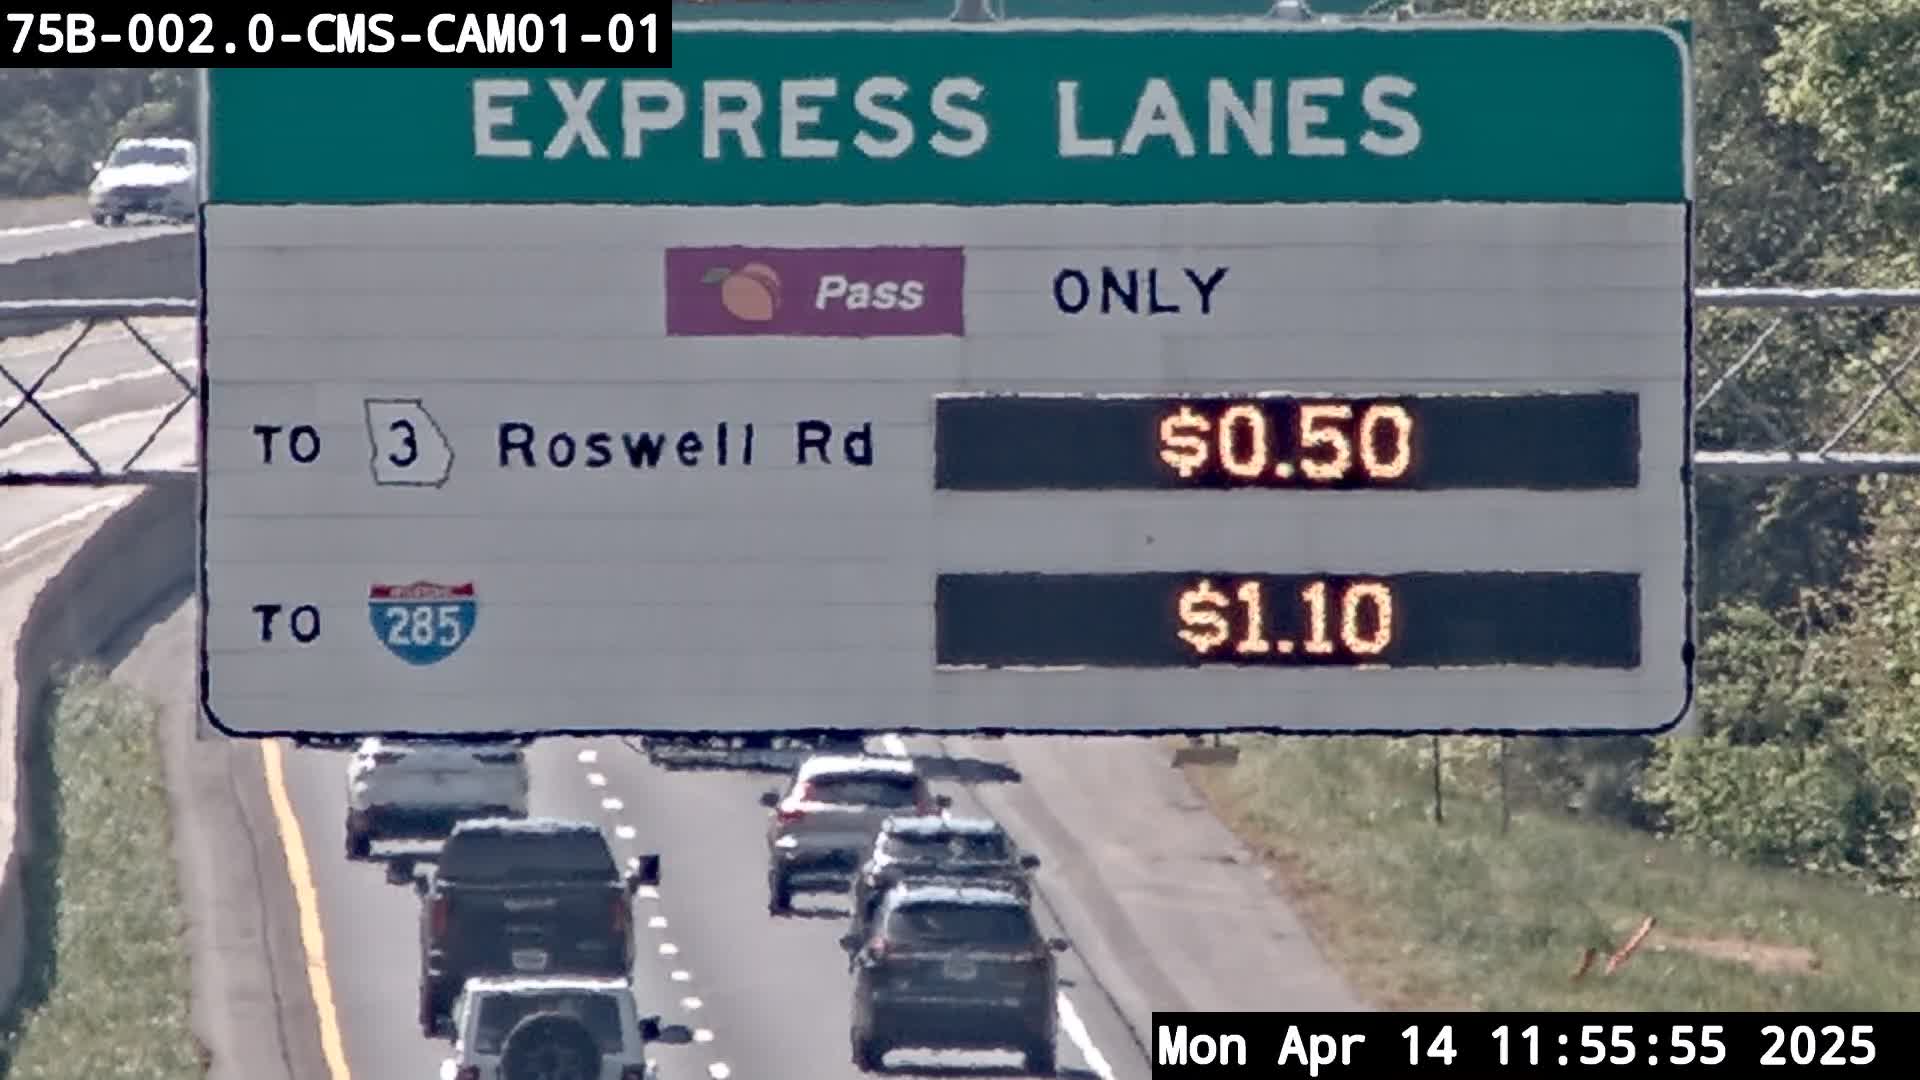 75B-002.0-CMS-CAM01-01
EXPRESS LANES
Pass ONLY
TO 3 Roswell Rd $0.50
TO 285 $1.10
Mon Apr 14 11:55:55 2025